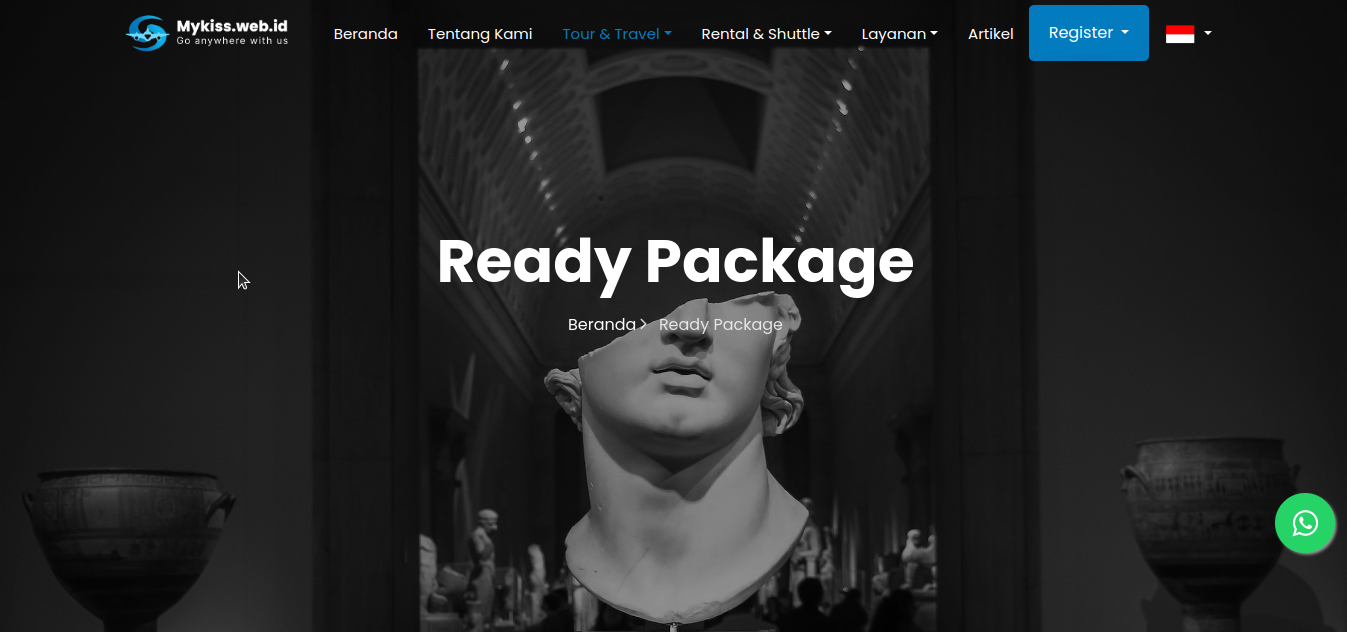 Mykiss.web.id
Go anywhere with us
Beranda
Tentang Kami
Tour & Travel
Rental & Shuttle
Layanan
Artikel
Register
Ready Package
Beranda > Ready Package